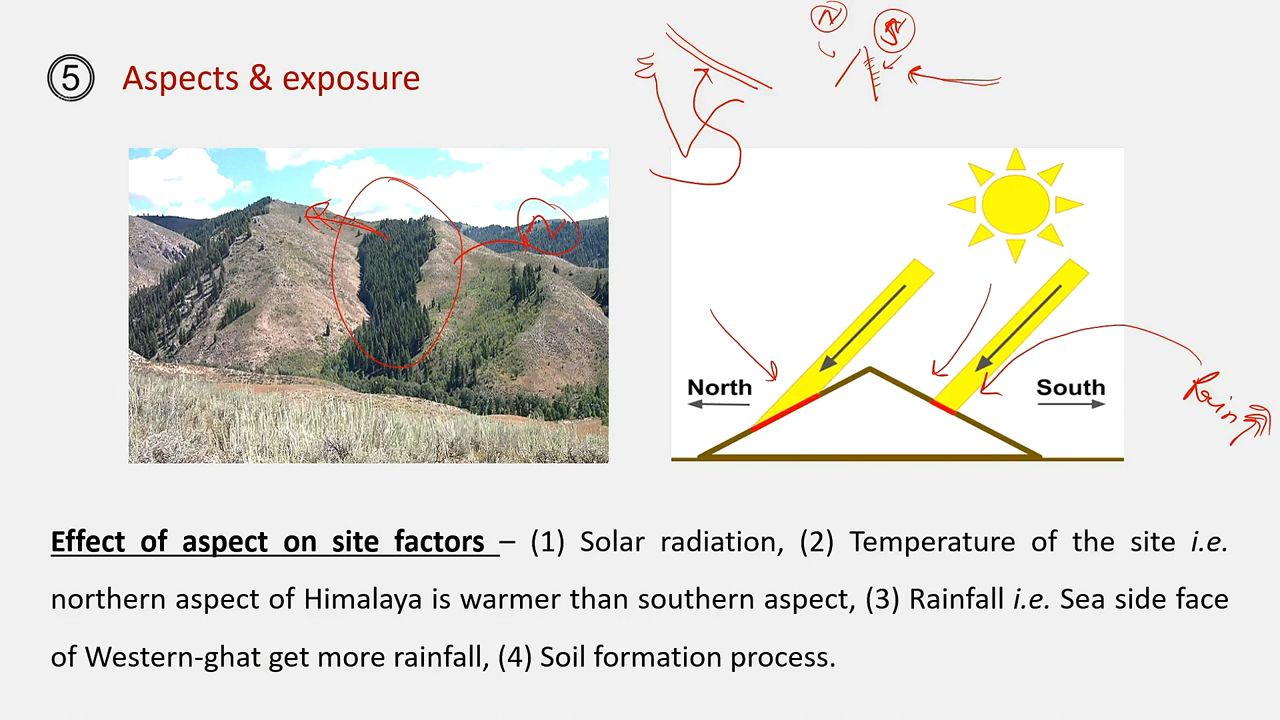 5 Aspects & exposure
N S
N
North South
Rain
Effect of aspect on site factors – (1) Solar radiation, (2) Temperature of the site i.e.
northern aspect of Himalaya is warmer than southern aspect, (3) Rainfall i.e. Sea side face
of Western-ghat get more rainfall, (4) Soil formation process.